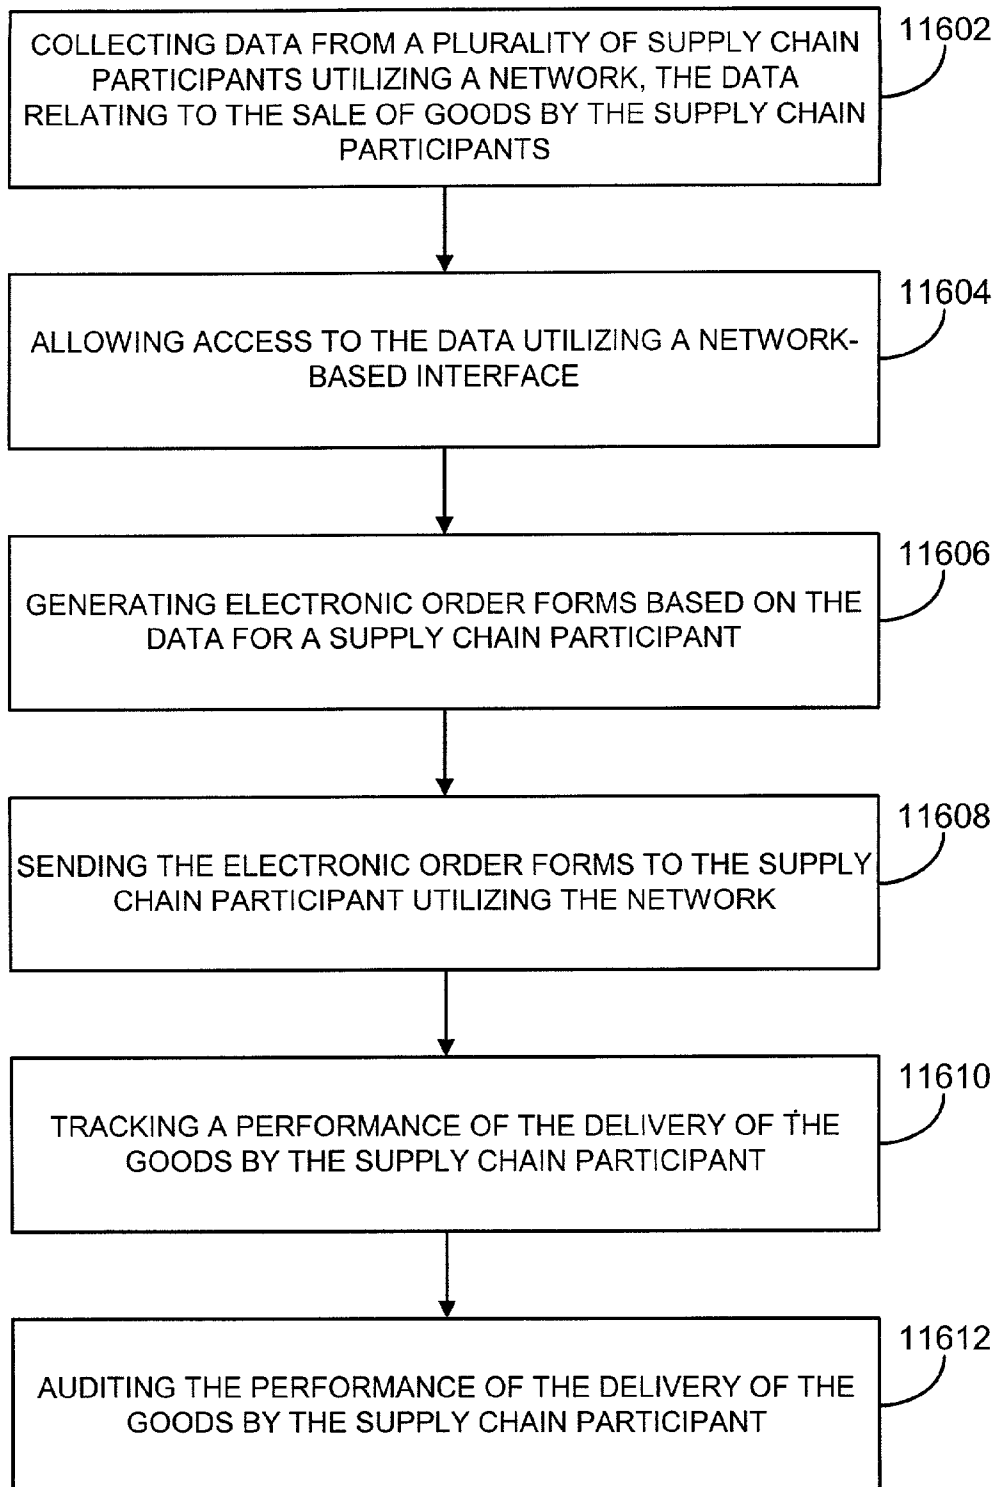 11602
COLLECTING DATA FROM A PLURALITY OF SUPPLY CHAIN
PARTICIPANTS UTILIZING A NETWORK, THE DATA
RELATING TO THE SALE OF GOODS BY THE SUPPLY CHAIN
PARTICIPANTS
11604
ALLOWING ACCESS TO THE DATA UTILIZING A NETWORK-
BASED INTERFACE
11606
GENERATING ELECTRONIC ORDER FORMS BASED ON THE
DATA FOR A SUPPLY CHAIN PARTICIPANT
11608
SENDING THE ELECTRONIC ORDER FORMS TO THE SUPPLY
CHAIN PARTICIPANT UTILIZING THE NETWORK
11610
TRACKING A PERFORMANCE OF THE DELIVERY OF THE
GOODS BY THE SUPPLY CHAIN PARTICIPANT
11612
AUDITING THE PERFORMANCE OF THE DELIVERY OF THE
GOODS BY THE SUPPLY CHAIN PARTICIPANT